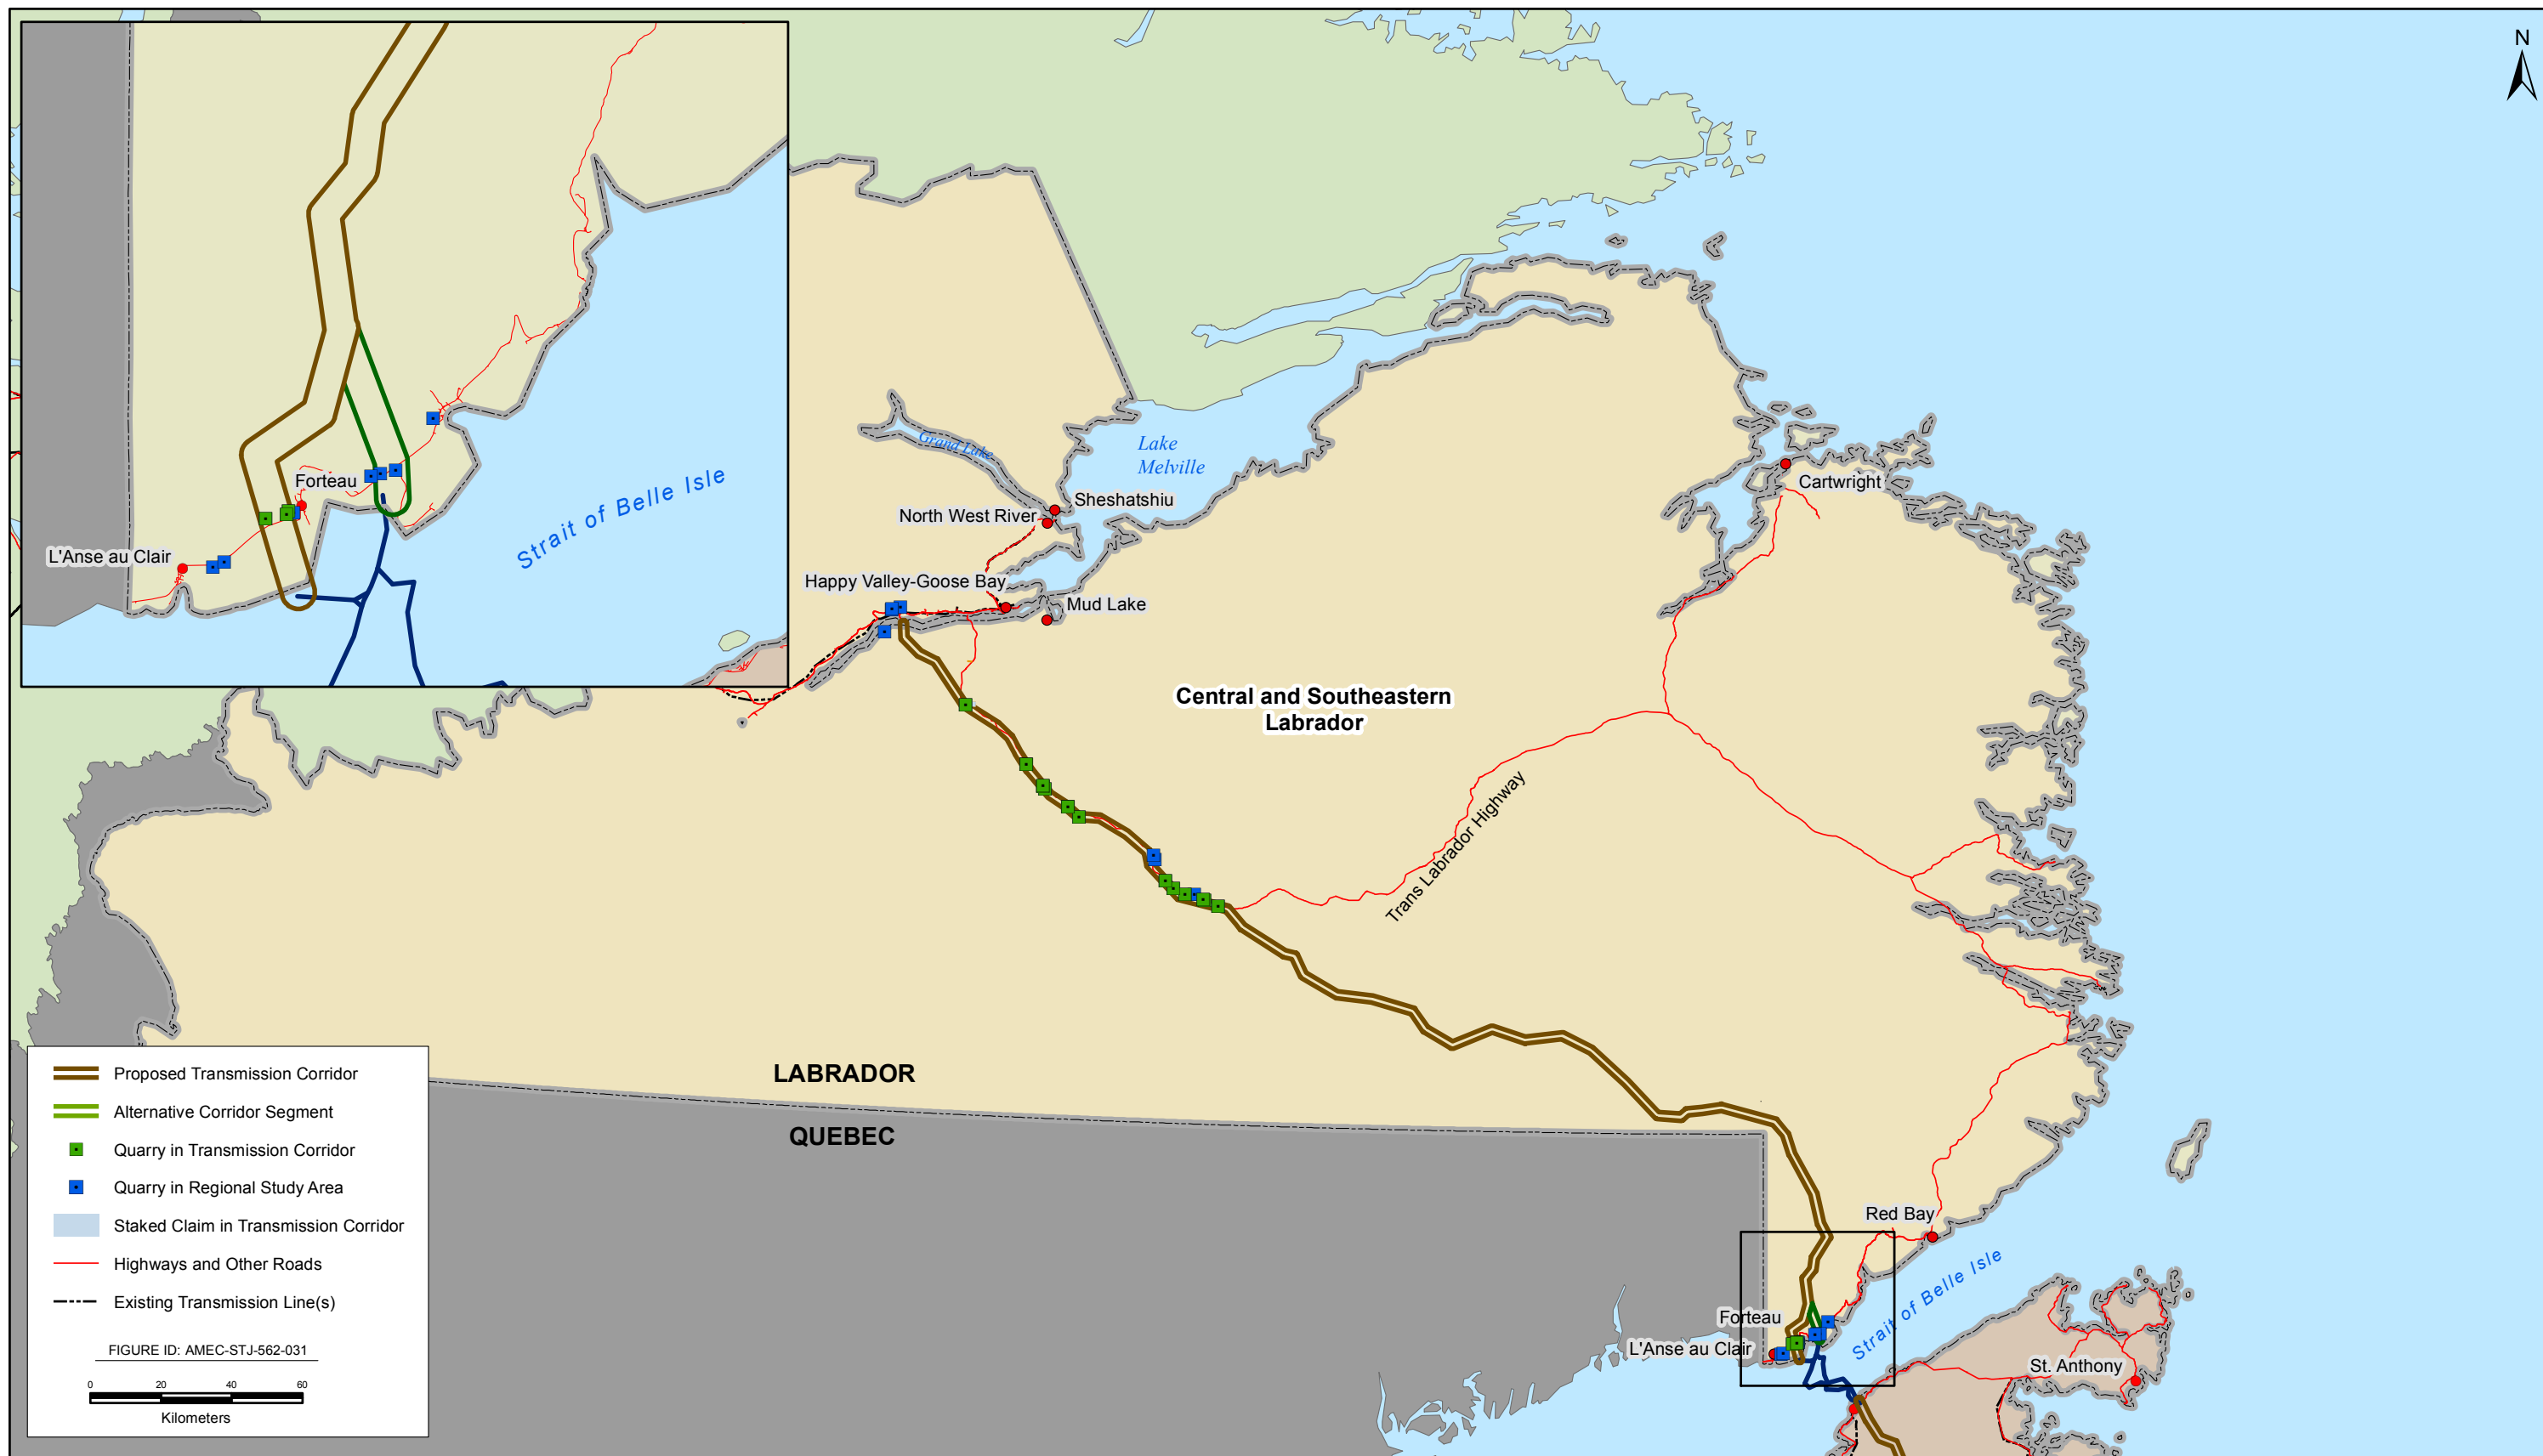 N
Forteau
L'Anse au Clair
Strait of Belle Isle
Grand Lake
Lake
Melville
Sheshatshiu
North West River
Cartwright
Happy Valley-Goose Bay
Mud Lake
Central and Southeastern
Labrador
Trans Labrador Highway
LABRADOR
QUEBEC
Red Bay
Forteau
L'Anse au Clair
Strait of Belle Isle
St. Anthony
Proposed Transmission Corridor
Alternative Corridor Segment
Quarry in Transmission Corridor
Quarry in Regional Study Area
Staked Claim in Transmission Corridor
Highways and Other Roads
Existing Transmission Line(s)
FIGURE ID: AMEC-STJ-562-031
0 20 40 60
Kilometers